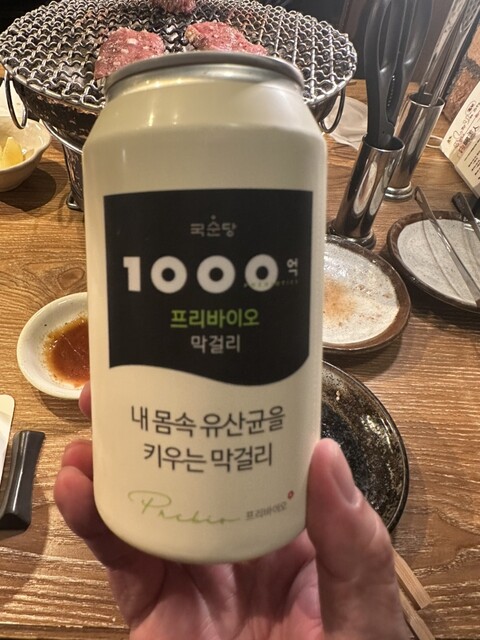 국순당
1000억
프리바이오
막걸리
내 몸속 유산균을
키우는 막걸리
Prebio 프리바이오